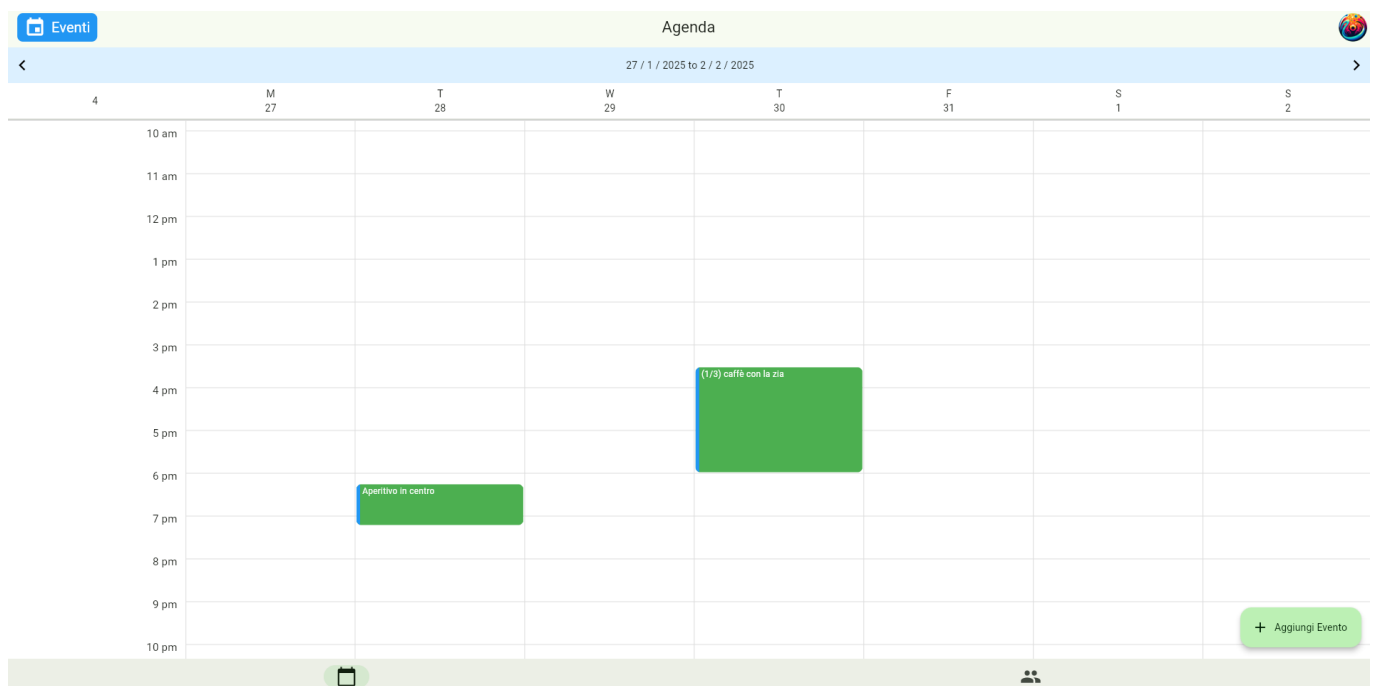 Eventi
Agenda
27 / 1 / 2025 to 2 / 2 / 2025
4
M
27
T
28
W
29
T
30
F
31
S
1
S
2
10 am
11 am
12 pm
1 pm
2 pm
3 pm
(1/3) caffè con la zia
4 pm
5 pm
6 pm
Aperitivo in centro
7 pm
8 pm
9 pm
Aggiungi Evento
10 pm